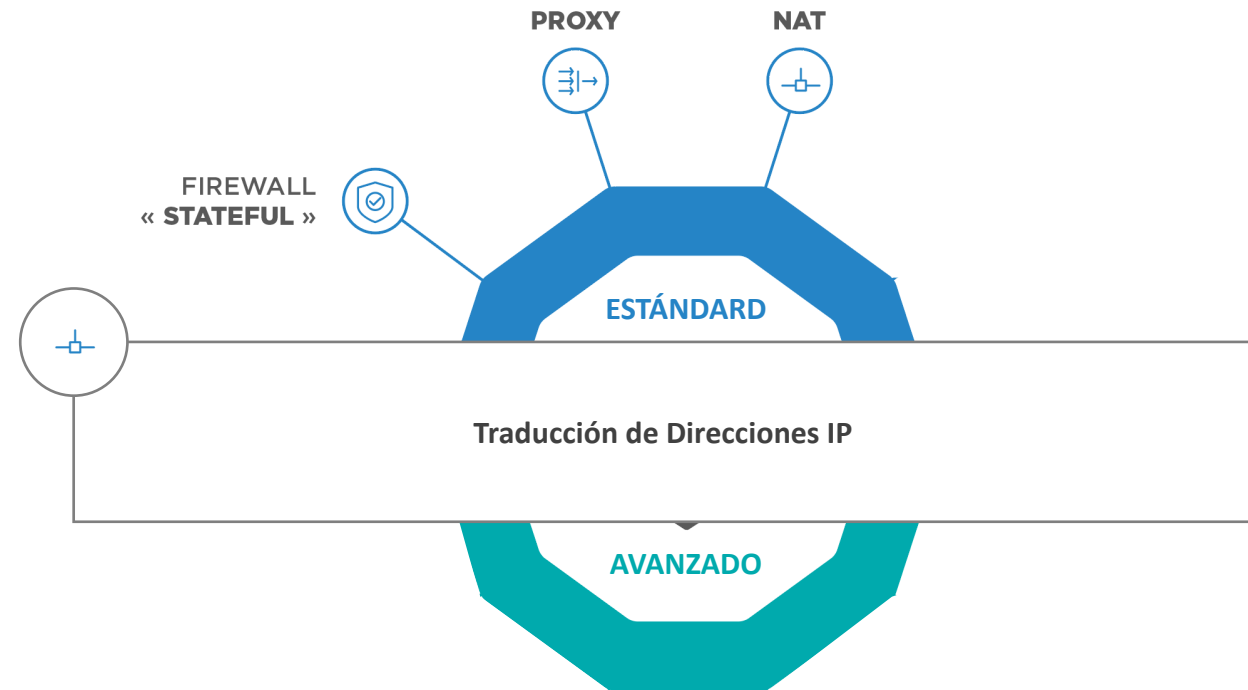 PROXY
NAT
FIREWALL
« STATEFUL »
ESTÁNDARD
Traducción de Direcciones IP
AVANZADO